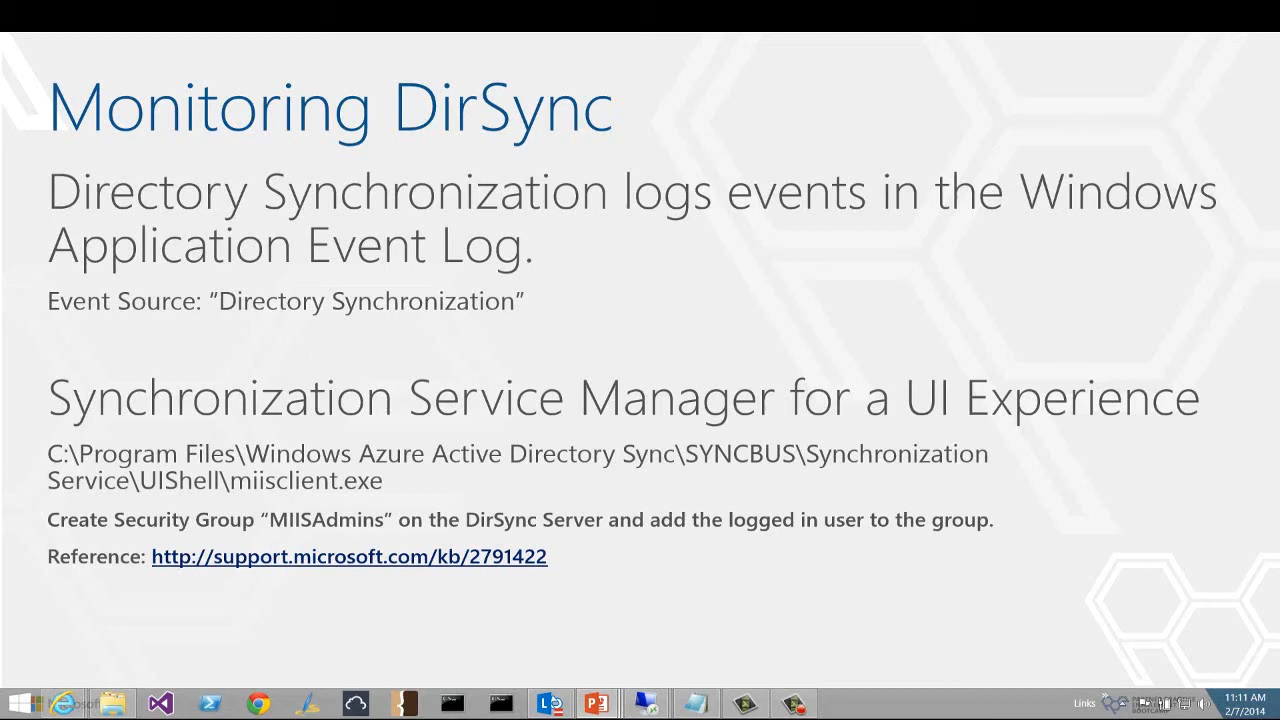 Monitoring DirSync
Directory Synchronization logs events in the Windows
Application Event Log.
Event Source: “Directory Synchronization”
Synchronization Service Manager for a UI Experience
C:\Program Files\Windows Azure Active Directory Sync\SYNCBUS\Synchronization
Service\UIShell\miisclient.exe
Create Security Group “MIISAdmins” on the DirSync Server and add the logged in user to the group.
Reference: http://support.microsoft.com/kb/2791422
Links
11:11 AM
2/7/2014